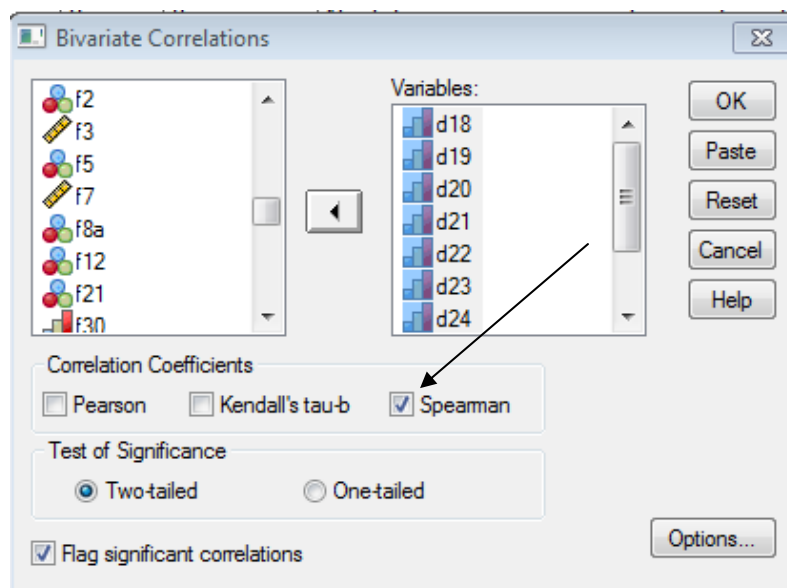 Bivariate Correlations
f2
f3
f5
f7
f8a
f12
f21
f30
Variables:
d18
d19
d20
d21
d22
d23
d24
OK
Paste
Reset
Cancel
Help
Correlation Coefficients
Pearson Kendall's tau-b Spearman
Test of Significance
Two-tailed One-tailed
Flag significant correlations
Options...